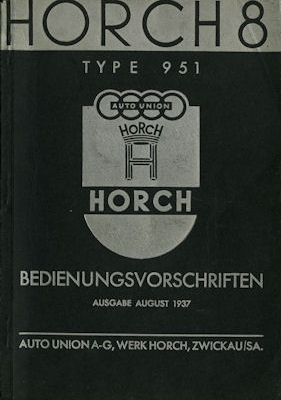 HORCH 8
TYPE 951
AUTO UNION
HORCH
HORCH
BEDIENUNGSVORSCHRIFTEN
AUSGABE AUGUST 1937
AUTO UNION A-G, WERK HORCH, ZWICKAU/SA.